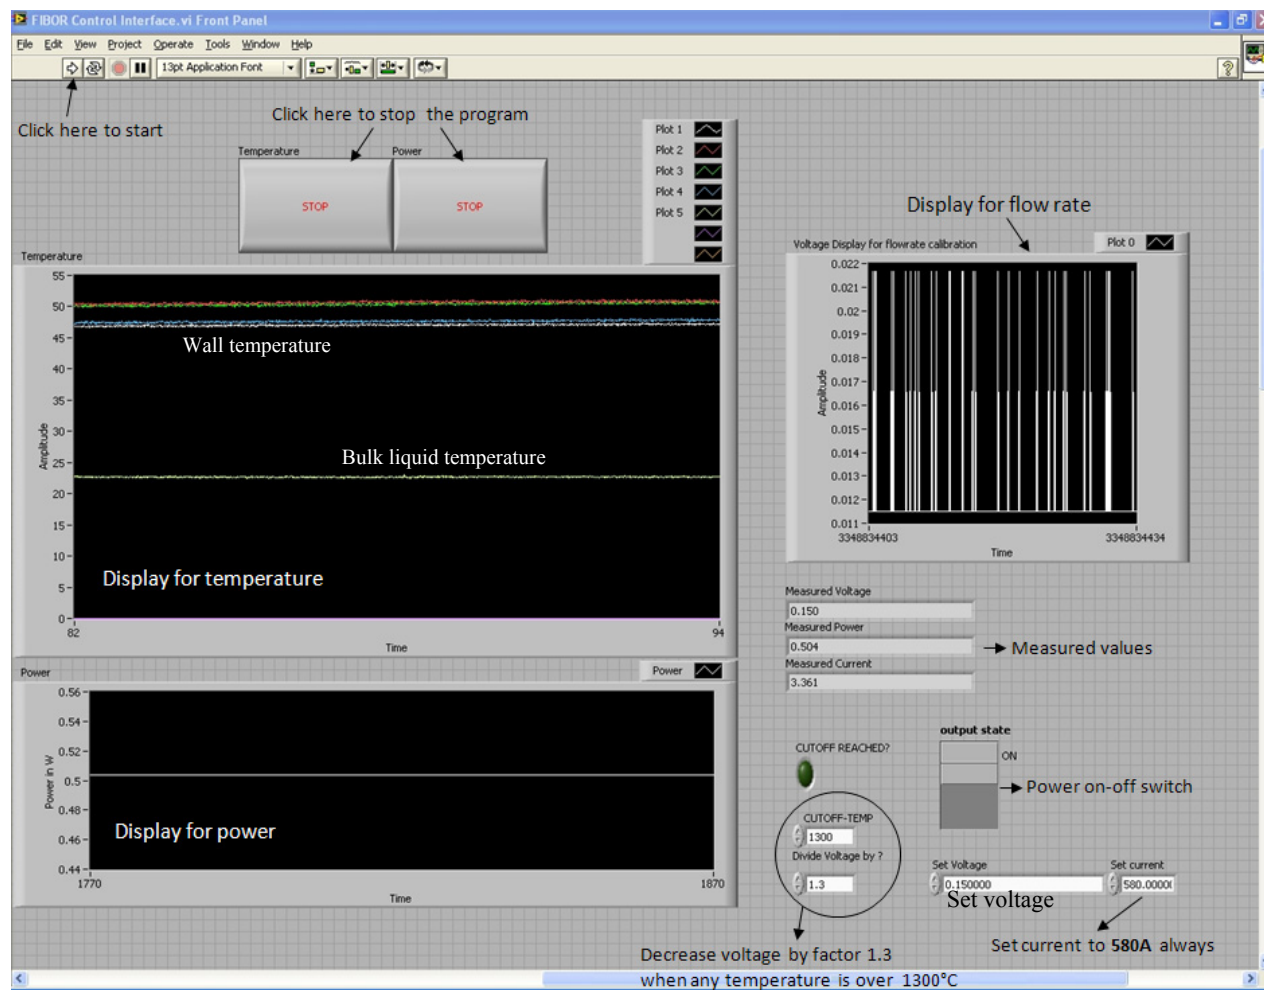 FIBOR Control Interface.vi Front Panel
File Edit View Project Operate Tools Window Help
13pt Application Font
?
Click here to start
Click here to stop the program
Temperature
Power
STOP
STOP
Plot 1
Plot 2
Plot 3
Plot 4
Plot 5
Display for flow rate
Voltage Display for flowrate calibration
Plot 0
0.022
0.021
0.02
0.019
0.018
0.017
0.016
0.015
0.014
0.013
0.012
0.011
Amplitude
3348834403
3348834434
Time
Temperature
55
50
45
40
35
30
25
20
15
10
5
0
Amplitude
Wall temperature
Bulk liquid temperature
Display for temperature
82
94
Time
Measured Voltage
0.150
Measured Power
0.504
Measured Current
3.361
Measured values
Power
Power
0.56
0.54
0.52
0.5
0.48
0.46
0.44
Power in W
Display for power
1770
1870
Time
CUTOFF REACHED?
output state
ON
Power on-off switch
CUTOFF-TEMP
1300
Divide Voltage by ?
1.3
Set Voltage
0.150000
Set voltage
Set current
580.0000
Set current to 580A always
Decrease voltage by factor 1.3
when any temperature is over 1300°C